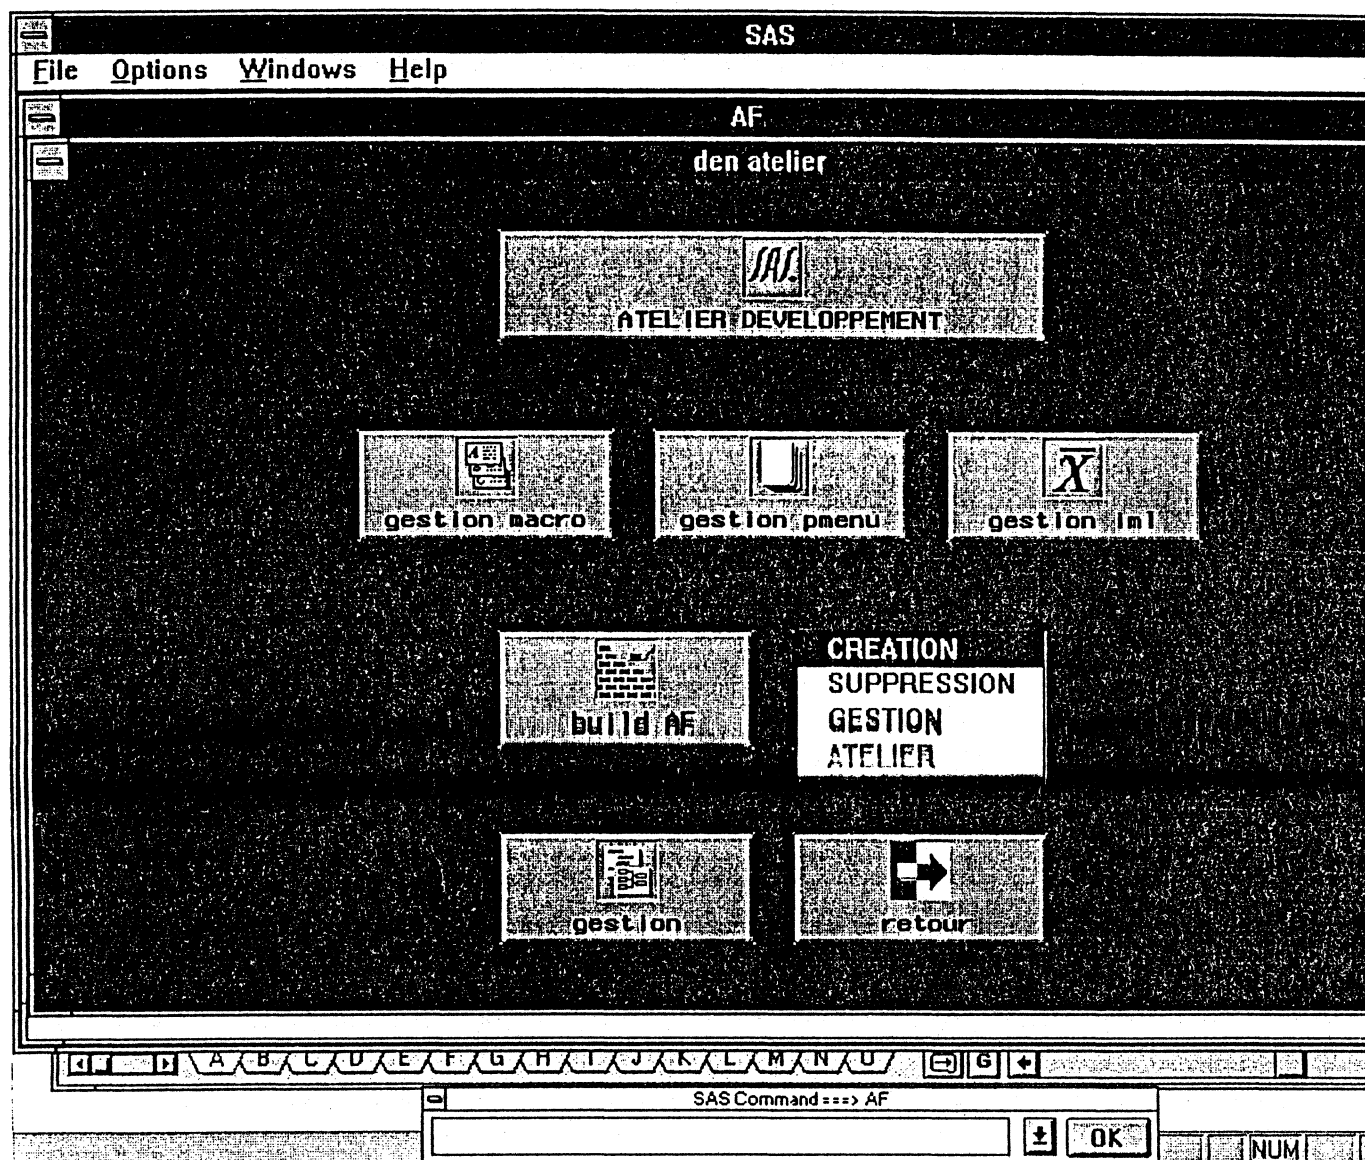 SAS
File Options Windows Help
AF
den atelier
SAS
ATELIER DEVELOPPEMENT
gestion macro gestion pmenu gestion iml
build AF
CREATION
SUPPRESSION
GESTION
ATELIER
gestion retour
A B C D E F G H I J K L M N O G
SAS Command ===> AF
OK
NUM